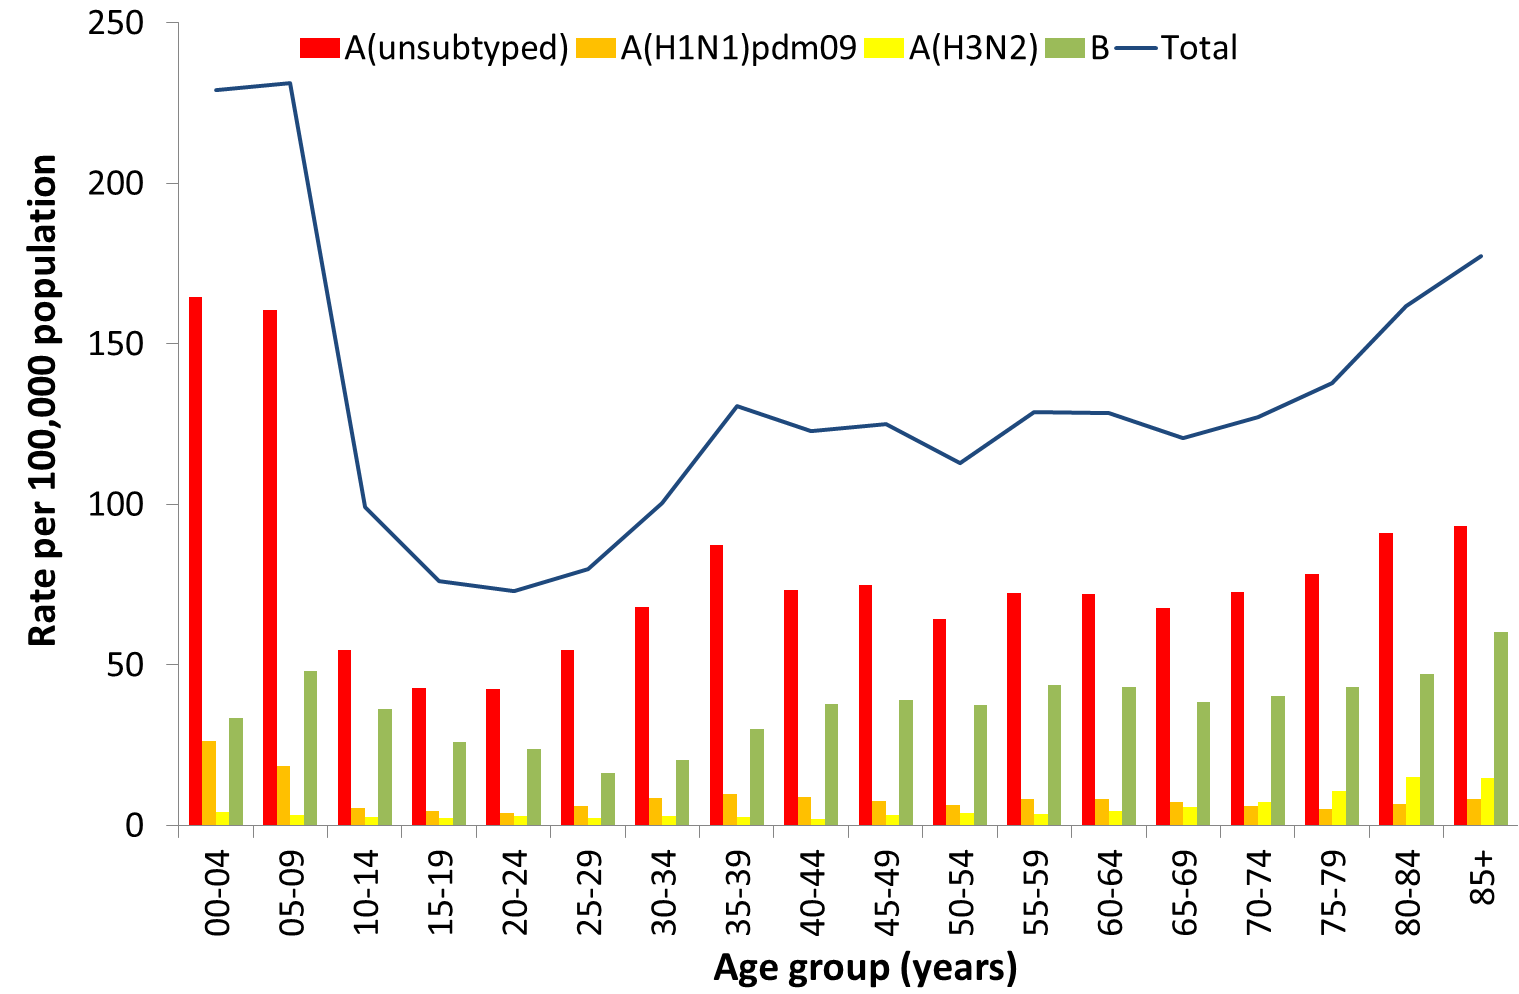 A(unsubtyped) A(H1N1)pdm09 A(H3N2) B Total
Rate per 100,000 population
250
200
150
100
50
0
00-04 05-09 10-14 15-19 20-24 25-29 30-34 35-39 40-44 45-49 50-54 55-59 60-64 65-69 70-74 75-79 80-84 85+
Age group (years)